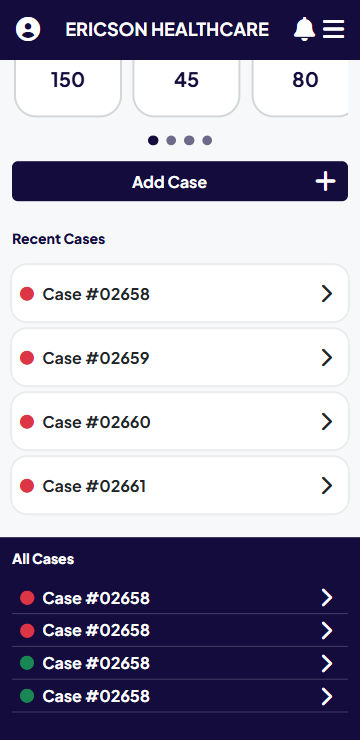 ERICSON HEALTHCARE
150 45 80
Add Case
Recent Cases
Case #02658
Case #02659
Case #02660
Case #02661
All Cases
Case #02658
Case #02658
Case #02658
Case #02658